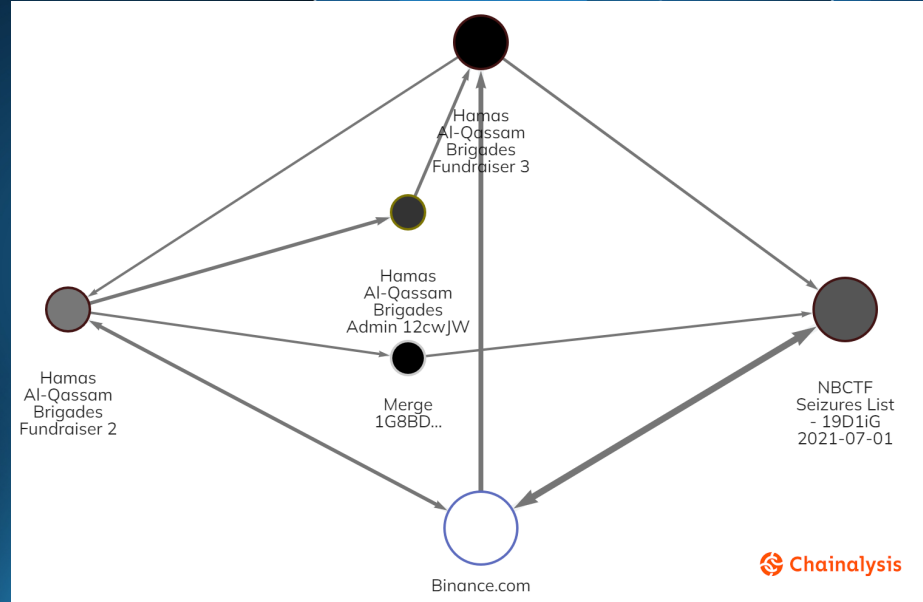 Hamas
Al-Qassam
Brigades
Fundraiser 3
Hamas
Al-Qassam
Brigades
Admin 12cwJW
Hamas
Al-Qassam
Brigades
Fundraiser 2
Merge
1G8BD...
NBCTF
Seizures List
- 19D1iG
2021-07-01
Binance.com
Chainalysis